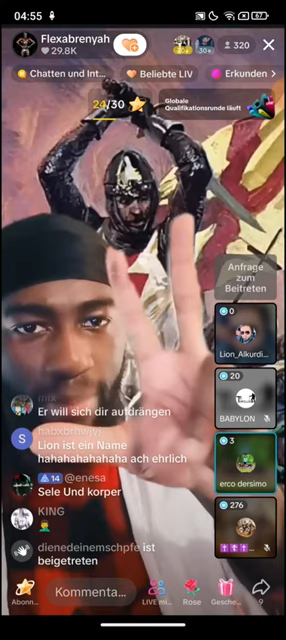 04:55
67
Flexabrenyah
29.8K
30+
320
Chatten und Int...
Beliebte LIV
Erkunden
24/30
Globale
Qualifikationsrunde läuft
Anfrage
zum
Beitreten
0
Lion_Alkurdi...
20
BABYLON
3
erco dersimo
276
Er will sich dir aufdrängen
Lion ist ein Name
hahahahahahaha ach ehrlich
14 @enesa
Sele Und korper
KING
dienedeinemschpfe ist
beigetreten
S
Abonn...
Kommenta...
LIVE mi...
Rose
Gesche...
9